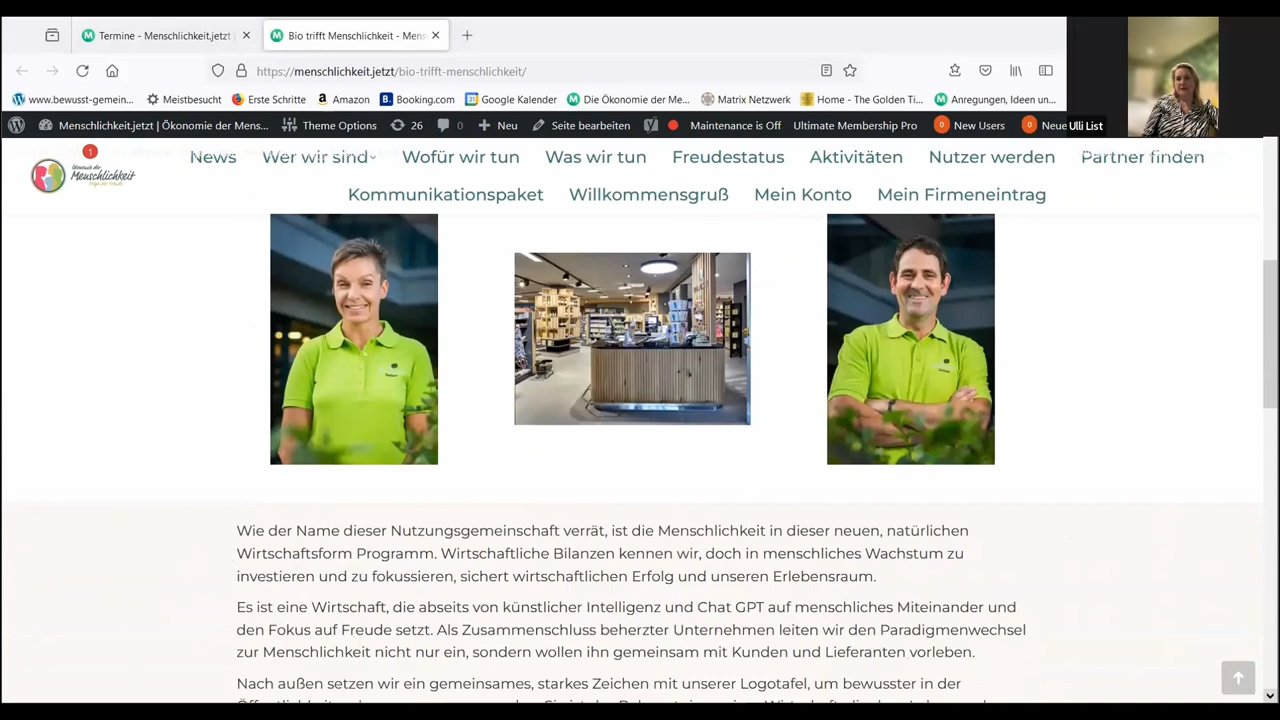 Termine - Menschlichkeit.jetzt
Bio trifft Menschlichkeit - Mens
https://menschlichkeit.jetzt/bio-trifft-menschlichkeit/
www.bewusst-gemein... Meistbesucht Erste Schritte Amazon Booking.com Google Kalender Die Ökonomie der Me... Matrix Netzwerk Home - The Golden Ti... Anregungen, Ideen un...
Menschlichkeit.jetzt | Ökonomie der Mens... Theme Options 26 0 Neu Seite bearbeiten Maintenance is Off Ultimate Membership Pro 0 New Users 0 Neue
Ulli List
1
Menschlichkeit
News Wer wir sind Wofür wir tun Was wir tun Freudestatus Aktivitäten Nutzer werden Partner finden
Kommunikationspaket Willkommensgruß Mein Konto Mein Firmeneintrag
Wie der Name dieser Nutzungsgemeinschaft verrät, ist die Menschlichkeit in dieser neuen, natürlichen
Wirtschaftsform Programm. Wirtschaftliche Bilanzen kennen wir, doch in menschliches Wachstum zu
investieren und zu fokussieren, sichert wirtschaftlichen Erfolg und unseren Erlebensraum.
Es ist eine Wirtschaft, die abseits von künstlicher Intelligenz und Chat GPT auf menschliches Miteinander und
den Fokus auf Freude setzt. Als Zusammenschluss beherzter Unternehmen leiten wir den Paradigmenwechsel
zur Menschlichkeit nicht nur ein, sondern wollen ihn gemeinsam mit Kunden und Lieferanten vorleben.
Nach außen setzen wir ein gemeinsames, starkes Zeichen mit unserer Logotafel, um bewusster in der